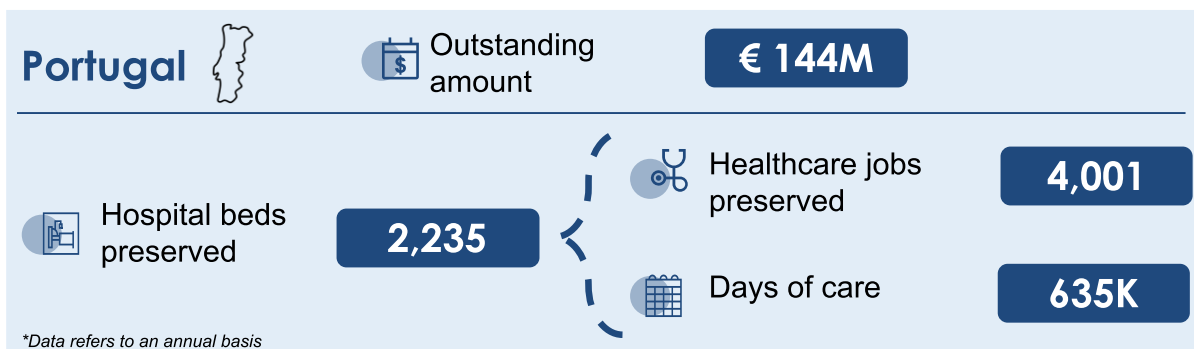 Portugal
Outstanding
amount
€ 144M
Hospital beds
preserved
2,235
Healthcare jobs
preserved
4,001
Days of care
635K
*Data refers to an annual basis